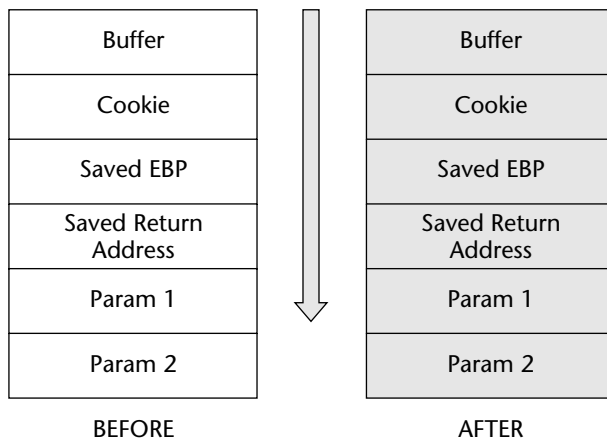 Buffer
Cookie
Saved EBP
Saved Return
Address
Param 1
Param 2
BEFORE
Buffer
Cookie
Saved EBP
Saved Return
Address
Param 1
Param 2
AFTER